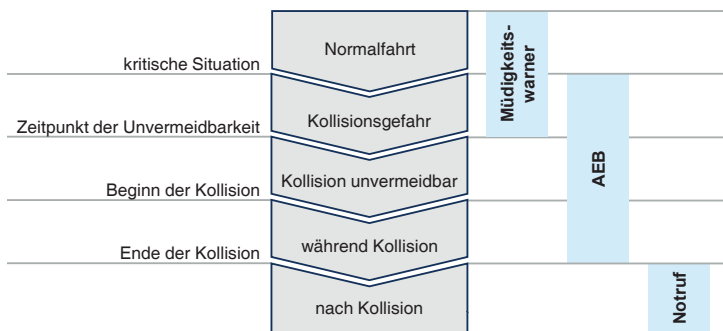 Normalfahrt
kritische Situation
Müdigkeits-
warner
Kollisionsgefahr
Zeitpunkt der Unvermeidbarkeit
Kollision unvermeidbar
AEB
Beginn der Kollision
während Kollision
Ende der Kollision
nach Kollision
Notruf